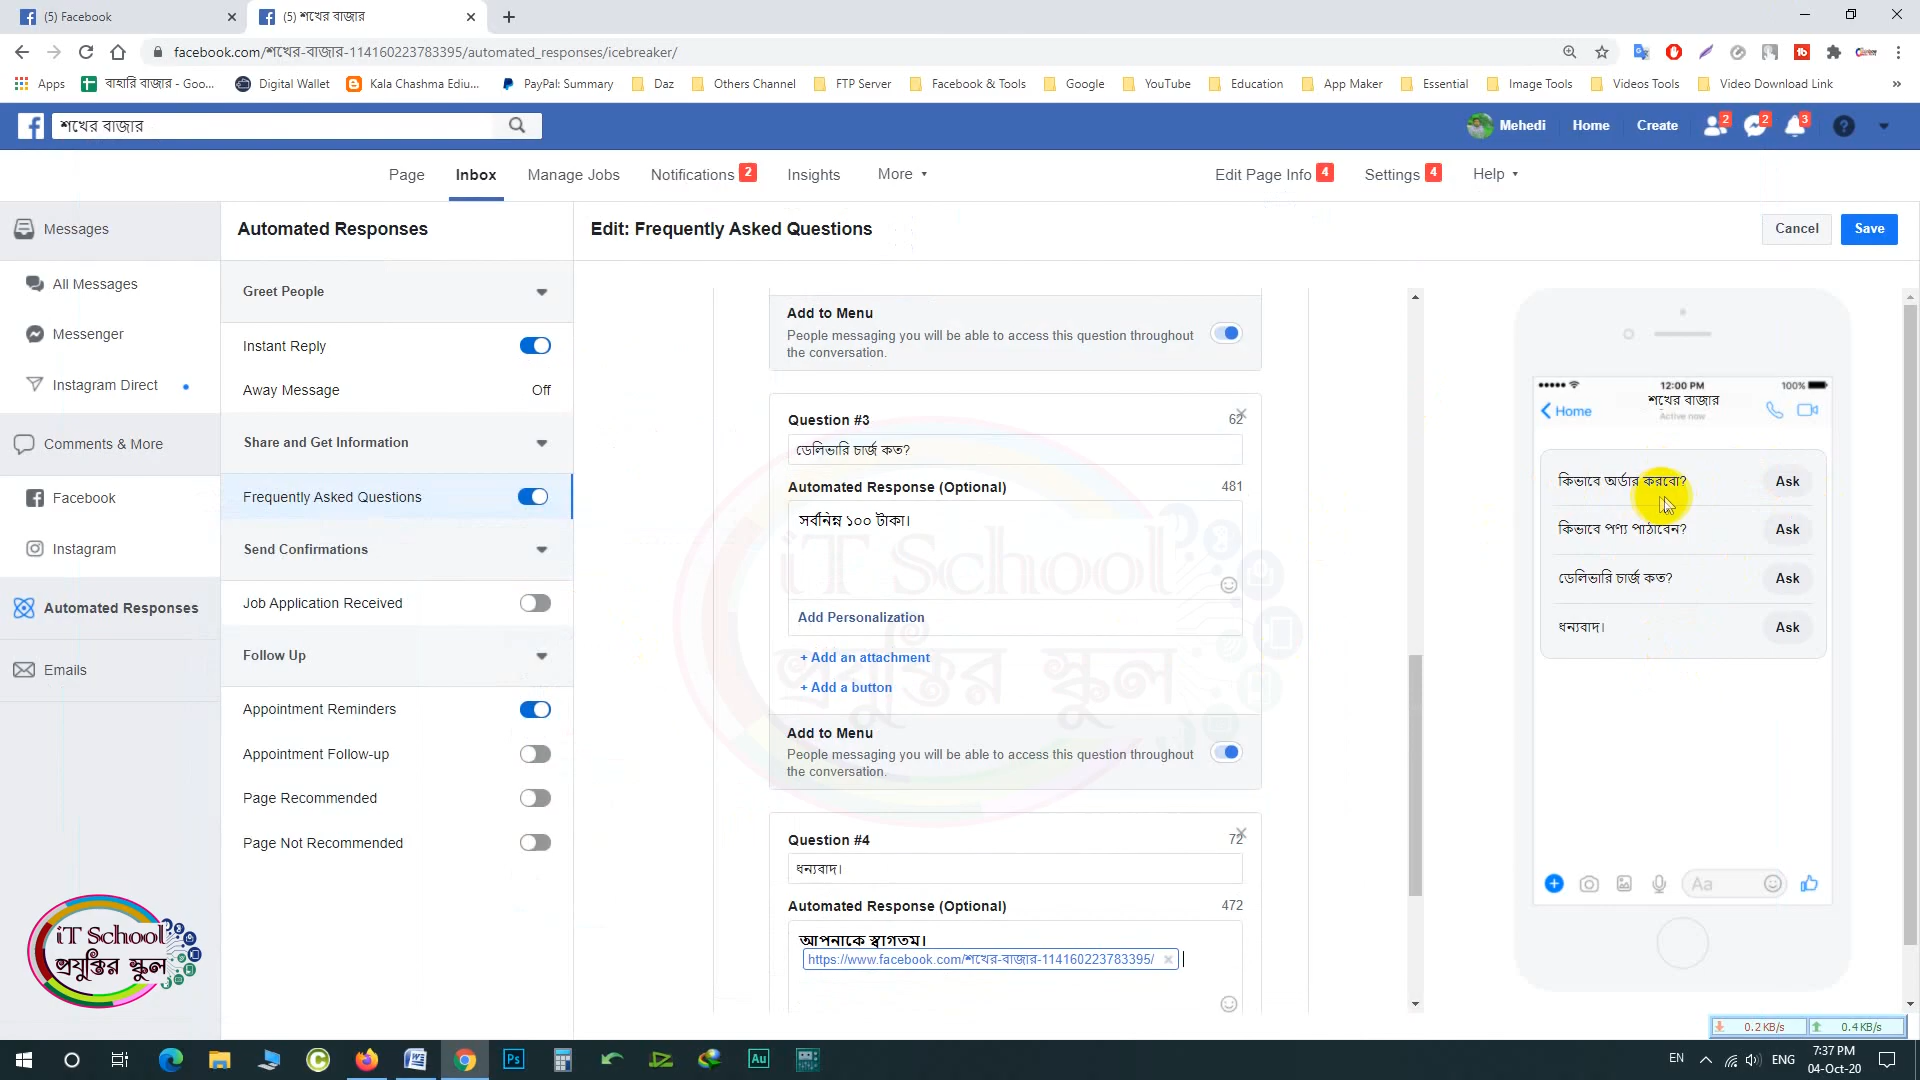 (5) Facebook
(5) শখের বাজার
facebook.com/শখের-বাজার-114160223783395/automated_responses/icebreaker/
Apps
বাহারি বাজার - Goo...
Digital Wallet
Kala Chashma Ediu...
PayPal: Summary
Daz
Others Channel
FTP Server
Facebook & Tools
Google
YouTube
Education
App Maker
Essential
Image Tools
Videos Tools
Video Download Link
»
শখের বাজার
Mehedi
Home
Create
2
2
3
Page
Inbox
Manage Jobs
Notifications 2
Insights
More
Edit Page Info 4
Settings 4
Help
Messages
All Messages
Messenger
Instagram Direct
Comments & More
Facebook
Instagram
Automated Responses
Emails
Automated Responses
Greet People
Instant Reply
Away Message Off
Share and Get Information
Frequently Asked Questions
Send Confirmations
Job Application Received
Follow Up
Appointment Reminders
Appointment Follow-up
Page Recommended
Page Not Recommended
Edit: Frequently Asked Questions
Cancel
Save
Add to Menu
People messaging you will be able to access this question throughout
the conversation.
Question #3 62
ডেলিভারি চার্জ কত?
Automated Response (Optional) 481
সর্বনিম্ন ১০০ টাকা।
Add Personalization
+ Add an attachment
+ Add a button
Add to Menu
People messaging you will be able to access this question throughout
the conversation.
Question #4 72
ধন্যবাদ।
Automated Response (Optional) 472
আপনাকে স্বাগতম।
https://www.facebook.com/শখের-বাজার-114160223783395/
iT School
প্রযুক্তির স্কুল
12:00 PM 100%
Home
শখের বাজার
Active now
কিভাবে অর্ডার করবো? Ask
কিভাবে পণ্য পাঠাবেন? Ask
ডেলিভারি চার্জ কত? Ask
ধন্যবাদ। Ask
Aa
iT School
প্রযুক্তির স্কুল
0.2 KB/s
0.4 KB/s
Ps
Au
EN
ENG
7:37 PM
04-Oct-20